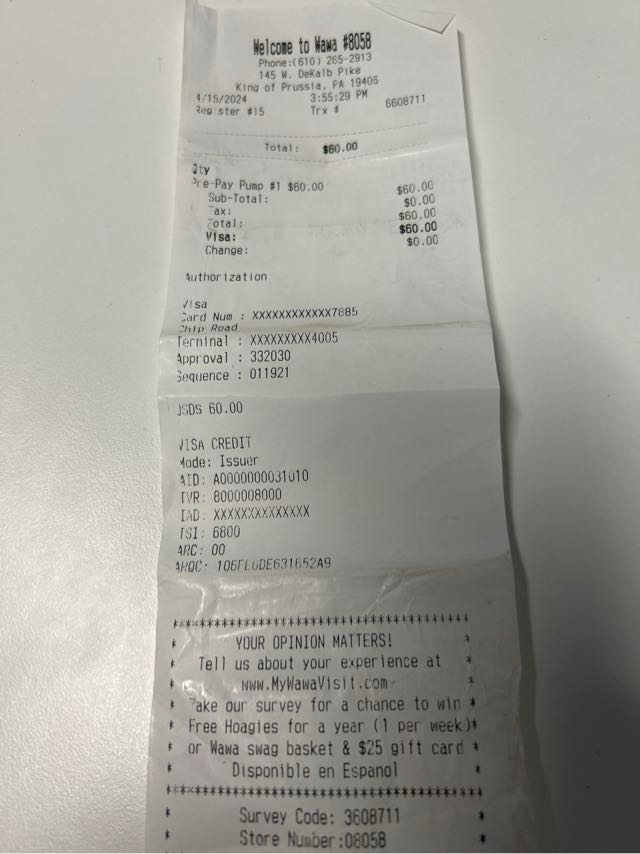 Welcome to Wawa #8058
Phone:(610) 265-2913
145 W. DeKalb Pike
King of Prussia, PA 19406
4/15/2024 3:55:29 PM
Register #15 Trx # 6608711
Total: $60.00
Qty
Pre-Pay Pump #1 $60.00 $60.00
Sub-Total: $0.00
Tax: $60.00
Total: $60.00
Visa: $0.00
Change:
Authorization
Visa
Card Num : XXXXXXXXXXXX7885
Chip Read
Terminal : XXXXXXXXX4005
Approval : 332030
Sequence : 011921
USD$ 60.00
VISA CREDIT
Mode: Issuer
AID: A0000000031010
TVR: 8000008000
IAD: XXXXXXXXXXXXXX
TSI: 6800
ARC: 00
ARQC:
*************************************
* YOUR OPINION MATTERS! *
* Tell us about your experience at *
* www.MyWawaVisit.com *
* Take our survey for a chance to win *
* Free Hoagies for a year (1 per week)*
* or Wawa swag basket & $25 gift card *
* Disponible en Espanol *
*************************************
* Survey Code: 3608711 *
* Store Number:08058 *